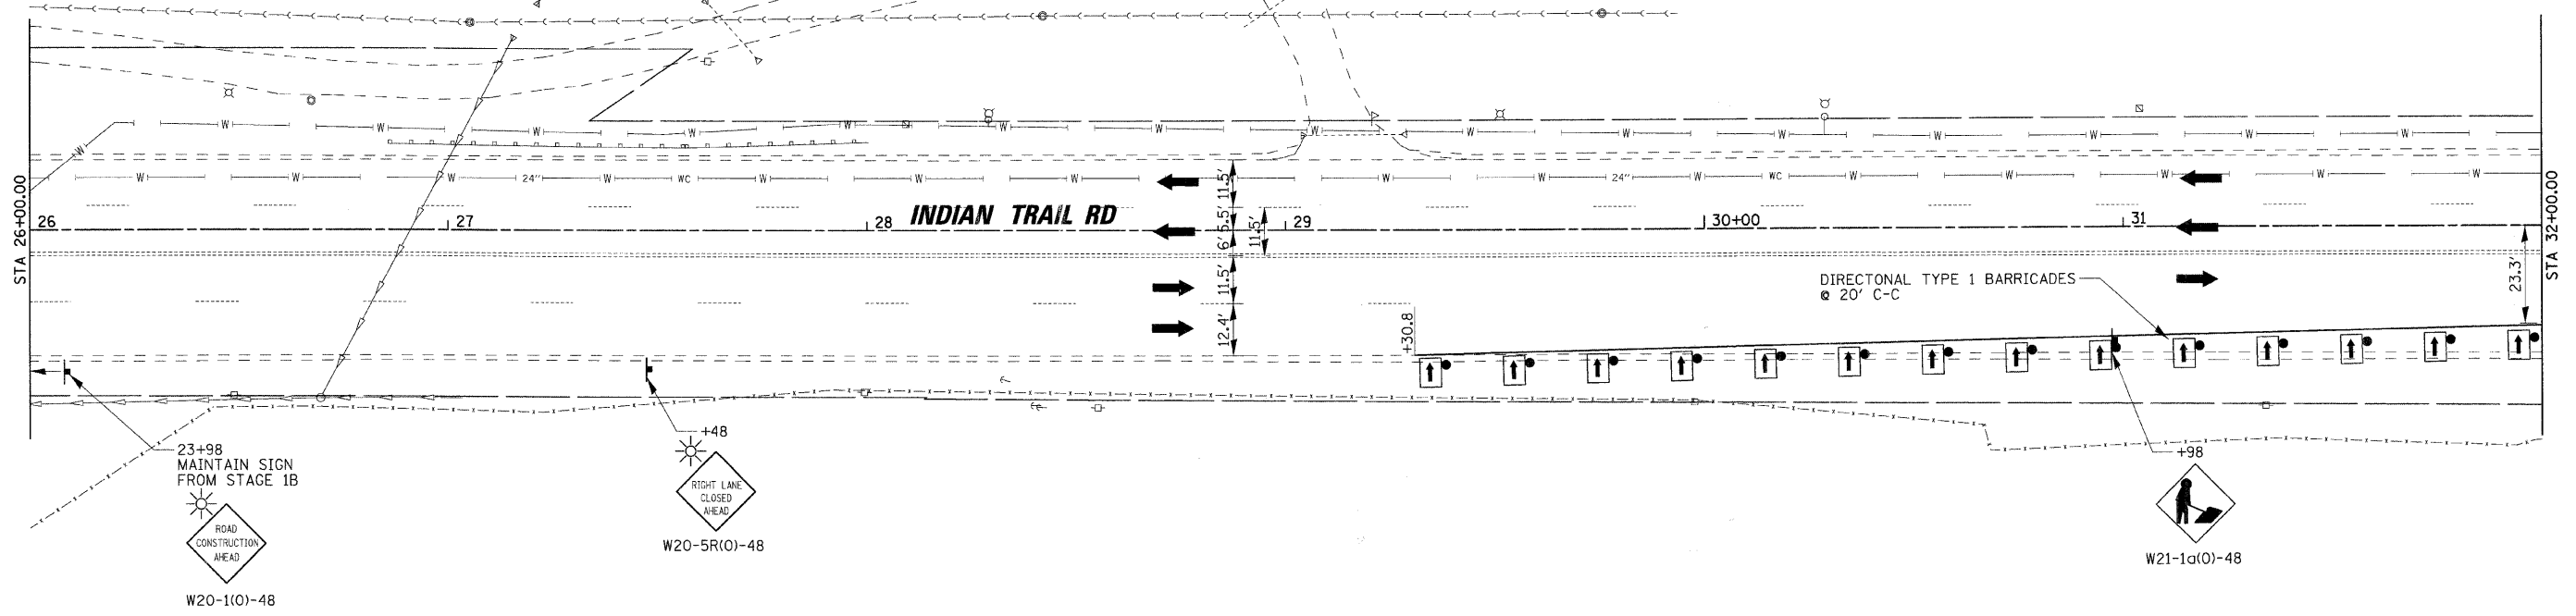 STA 26+00.00
26
27
28
29
30+00
31
STA 32+00.00
INDIAN TRAIL RD
W W W W W W W W W W W W W W
W
W W W 24" W WC W W W W W 24" W WC W W W W
11.5'
5.5'
6'
11.5'
11.5'
12.4'
+30.8
23.3'
DIRECTONAL TYPE 1 BARRICADES
@ 20' C-C
23+98
MAINTAIN SIGN
FROM STAGE 1B
ROAD
CONSTRUCTION
AHEAD
W20-1(O)-48
+48
RIGHT LANE
CLOSED
AHEAD
W20-5R(O)-48
+98
W21-1a(O)-48